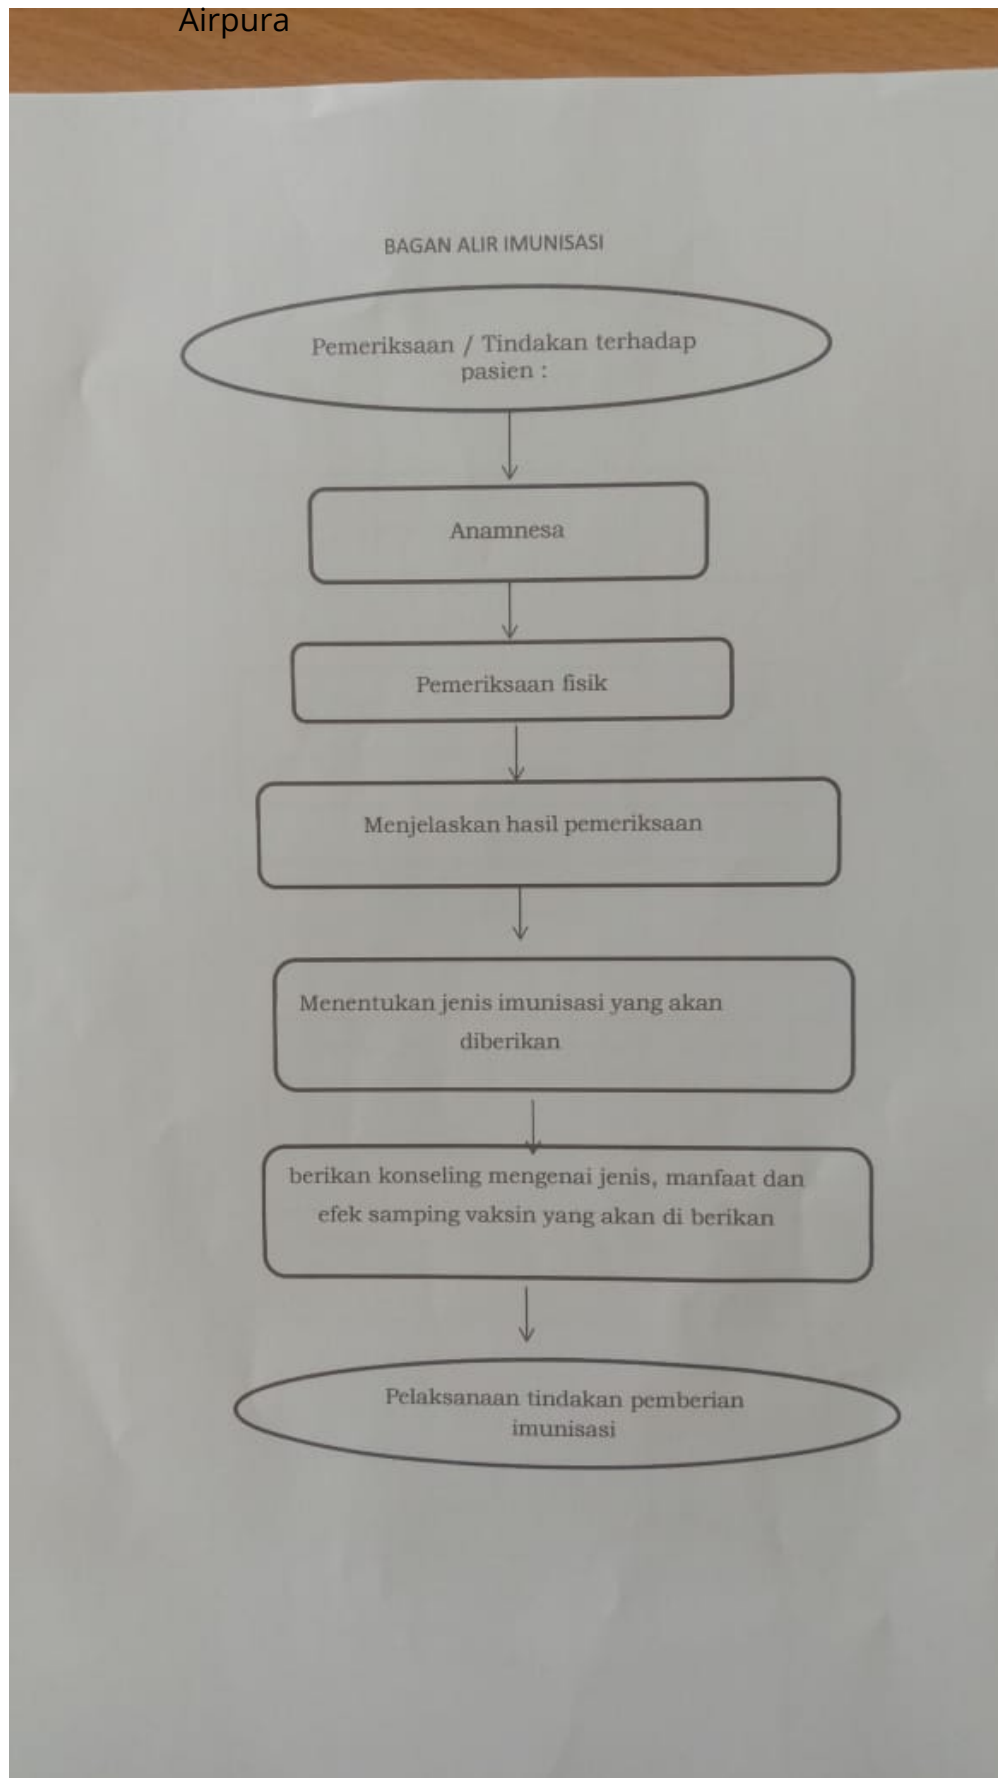 Airpura
BAGAN ALIR IMUNISASI
Pemeriksaan / Tindakan terhadap
pasien :
Anamnesa
Pemeriksaan fisik
Menjelaskan hasil pemeriksaan
Menentukan jenis imunisasi yang akan
diberikan
berikan konseling mengenai jenis, manfaat dan
efek samping vaksin yang akan di berikan
Pelaksanaan tindakan pemberian
imunisasi